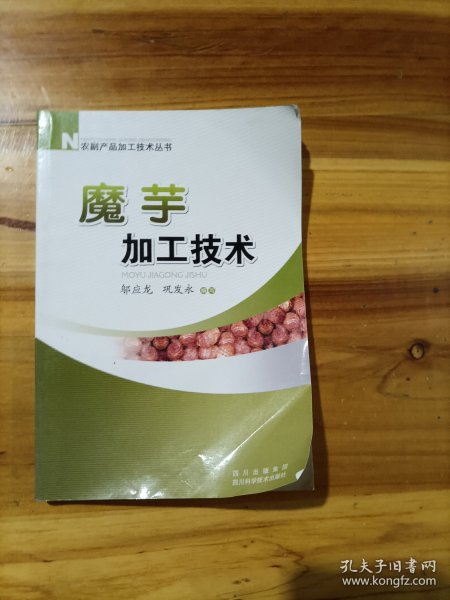 N 农副产品加工技术丛书
魔芋
加工技术
MOYU JIAGONG JISHU
邬应龙 巩发永 编写
四川出版集团
四川科学技术出版社
孔夫子旧书网
www.kongfz.com